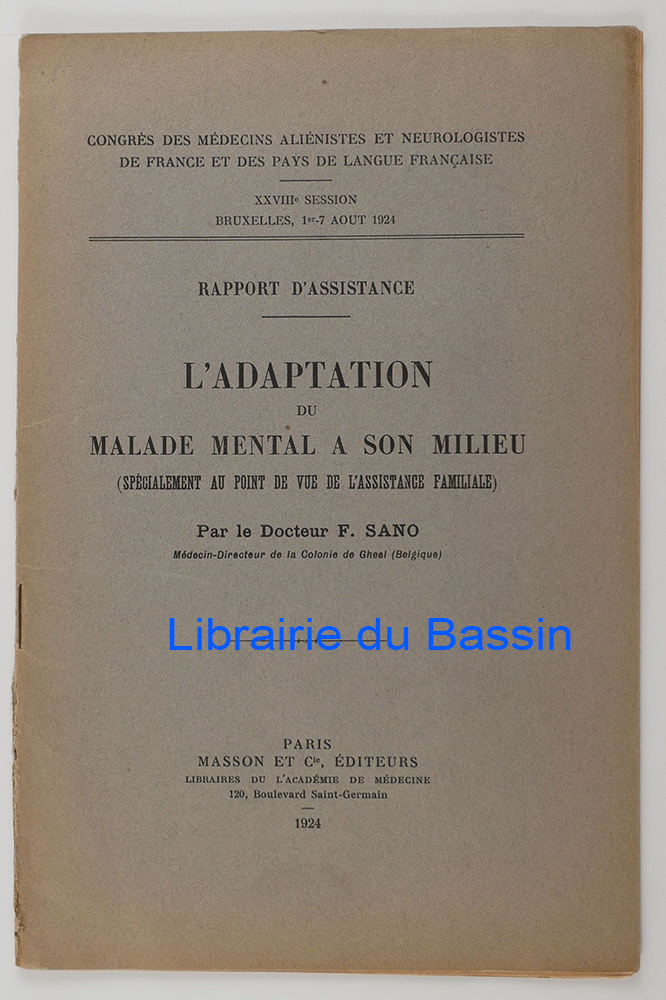 CONGRÈS DES MÉDECINS ALIÉNISTES ET NEUROLOGISTES
DE FRANCE ET DES PAYS DE LANGUE FRANÇAISE
XXVIIIe SESSION
BRUXELLES, 1er-7 AOUT 1924
RAPPORT D'ASSISTANCE
L'ADAPTATION
DU
MALADE MENTAL A SON MILIEU
(SPÉCIALEMENT AU POINT DE VUE DE L'ASSISTANCE FAMILIALE)
Par le Docteur F. SANO
Médecin-Directeur de la Colonie de Gheel (Belgique)
Librairie du Bassin
PARIS
MASSON ET Cie, ÉDITEURS
LIBRAIRES DE L'ACADÉMIE DE MÉDECINE
120, Boulevard Saint-Germain
1924